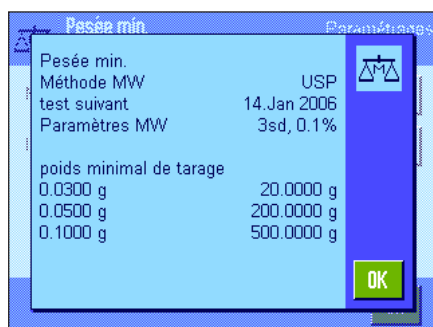 Pesée min. Paramétrages
Pesée min.
Méthode MW USP
test suivant 14.Jan 2006
Paramètres MW 3sd, 0.1%
poids minimal de tarage
0.0300 g 20.0000 g
0.0500 g 200.0000 g
0.1000 g 500.0000 g
OK